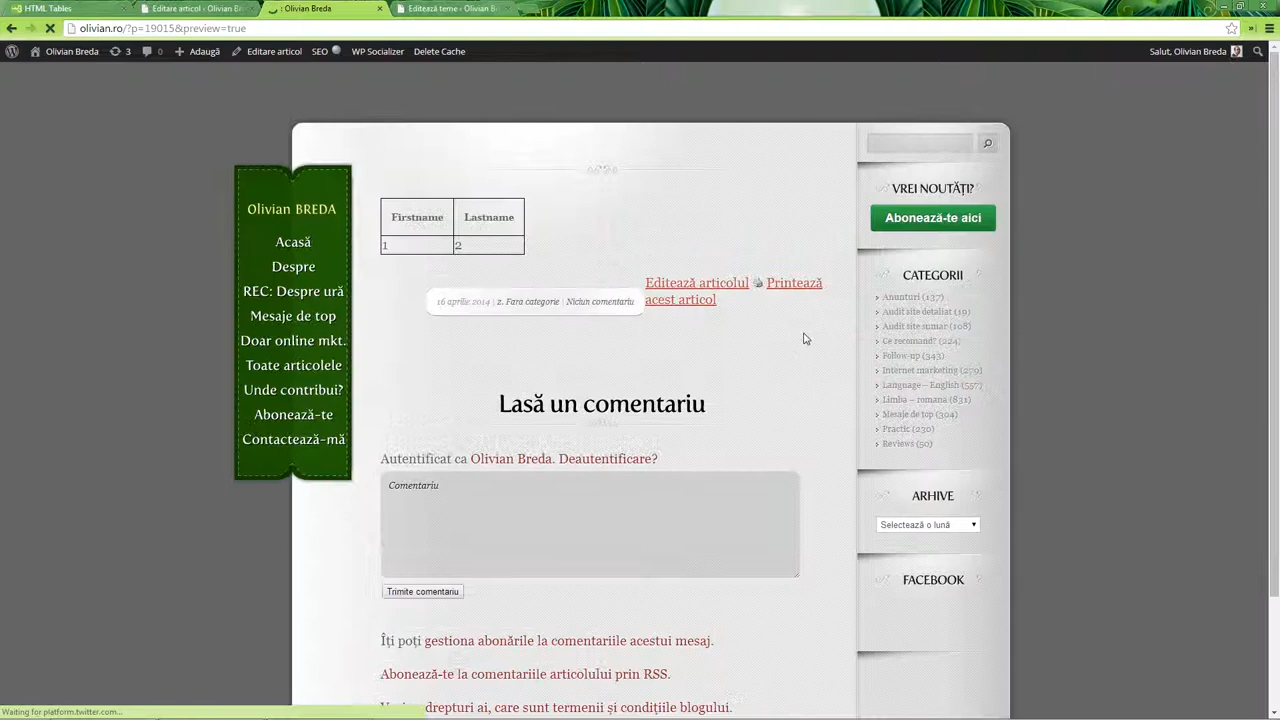 HTML Tables
Editare articol ‹ Olivian Br
: Olivian Breda
Editează teme ‹ Olivian B
olivian.ro/?p=19015&preview=true
Olivian Breda
3
0
Adaugă
Editare articol
SEO
WP Socializer
Delete Cache
Salut, Olivian Breda
Olivian BREDA
Acasă
Despre
REC: Despre ură
Mesaje de top
Doar online mkt.
Toate articolele
Unde contribui?
Abonează-te
Contactează-mă
Firstname Lastname
1 2
16 aprilie 2014 | z. Fara categorie | Niciun comentariu
Editează articolul Printează
acest articol
Lasă un comentariu
Autentificat ca Olivian Breda. Deautentificare?
Comentariu
Trimite comentariu
Îți poți gestiona abonările la comentariile acestui mesaj.
Abonează-te la comentariile articolului prin RSS.
drepturi ai, care sunt termenii și condițiile blogului.
VREI NOUTĂȚI?
Abonează-te aici
CATEGORII
Anunturi (137)
Audit site detaliat (19)
Audit site sumar (108)
Ce recomand? (224)
Follow-up (343)
Internet marketing (270)
Language – English (557)
Limba – romana (831)
Mesaje de top (304)
Practic (230)
Reviews (50)
ARHIVE
Selectează o lună
FACEBOOK
Waiting for platform.twitter.com...